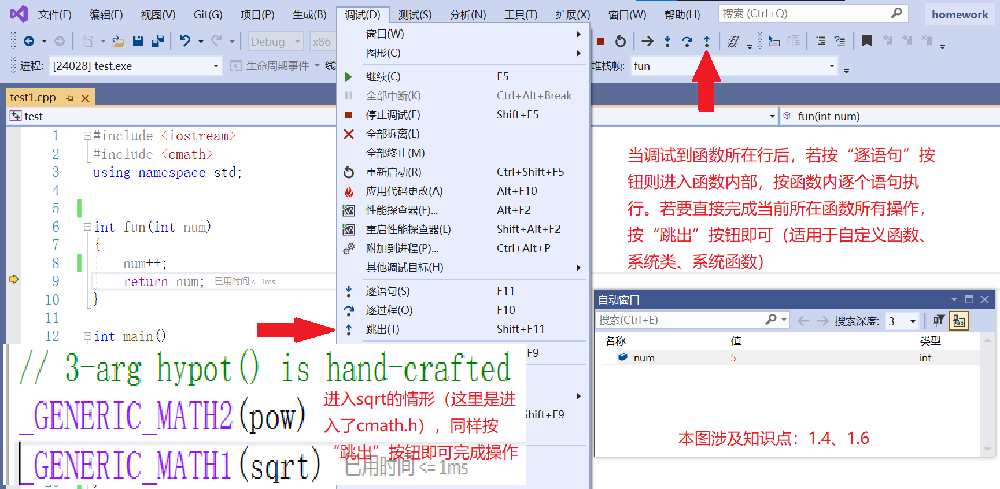 文件(F) 编辑(E) 视图(V) Git(G) 项目(P) 生成(B) 调试(D) 测试(S) 分析(N) 工具(T) 扩展(X) 窗口(W) 帮助(H) 搜索 (Ctrl+Q) homework
Debug x86
进程: [24028] test.exe 生命周期事件 堆栈帧: fun
test1.cpp
test fun(int num)
1 #include <iostream>
2 #include <cmath>
3 using namespace std;
4
5
6 int fun(int num)
7 {
8 num++;
9 return num; 已用时间 <= 1ms
10 }
11
12 int main()
窗口(W)
图形(C)
继续(C) F5
全部中断(K) Ctrl+Alt+Break
停止调试(E) Shift+F5
全部拆离(L)
全部终止(M)
重新启动(R) Ctrl+Shift+F5
应用代码更改(A) Alt+F10
性能探查器(F)... Alt+F2
重启性能探查器(L) Shift+Alt+F2
附加到进程(P)... Ctrl+Alt+P
其他调试目标(H)
逐语句(S) F11
逐过程(O) F10
跳出(T) Shift+F11
F9
Shift+F9
// 3-arg hypot() is hand-crafted
_GENERIC_MATH2(pow)
_GENERIC_MATH1(sqrt) 已用时间 <= 1ms
进入sqrt的情形（这里是进
入了cmath.h），同样按
“跳出”按钮即可完成操作
当调试到函数所在行后，若按“逐语句”按
钮则进入函数内部，按函数内逐个语句执
行。若要直接完成当前所在函数所有操作，
按“跳出”按钮即可（适用于自定义函数、
系统类、系统函数）
自动窗口
搜索(Ctrl+E) 搜索深度: 3
名称 值 类型
num 5 int
本图涉及知识点：1.4、1.6